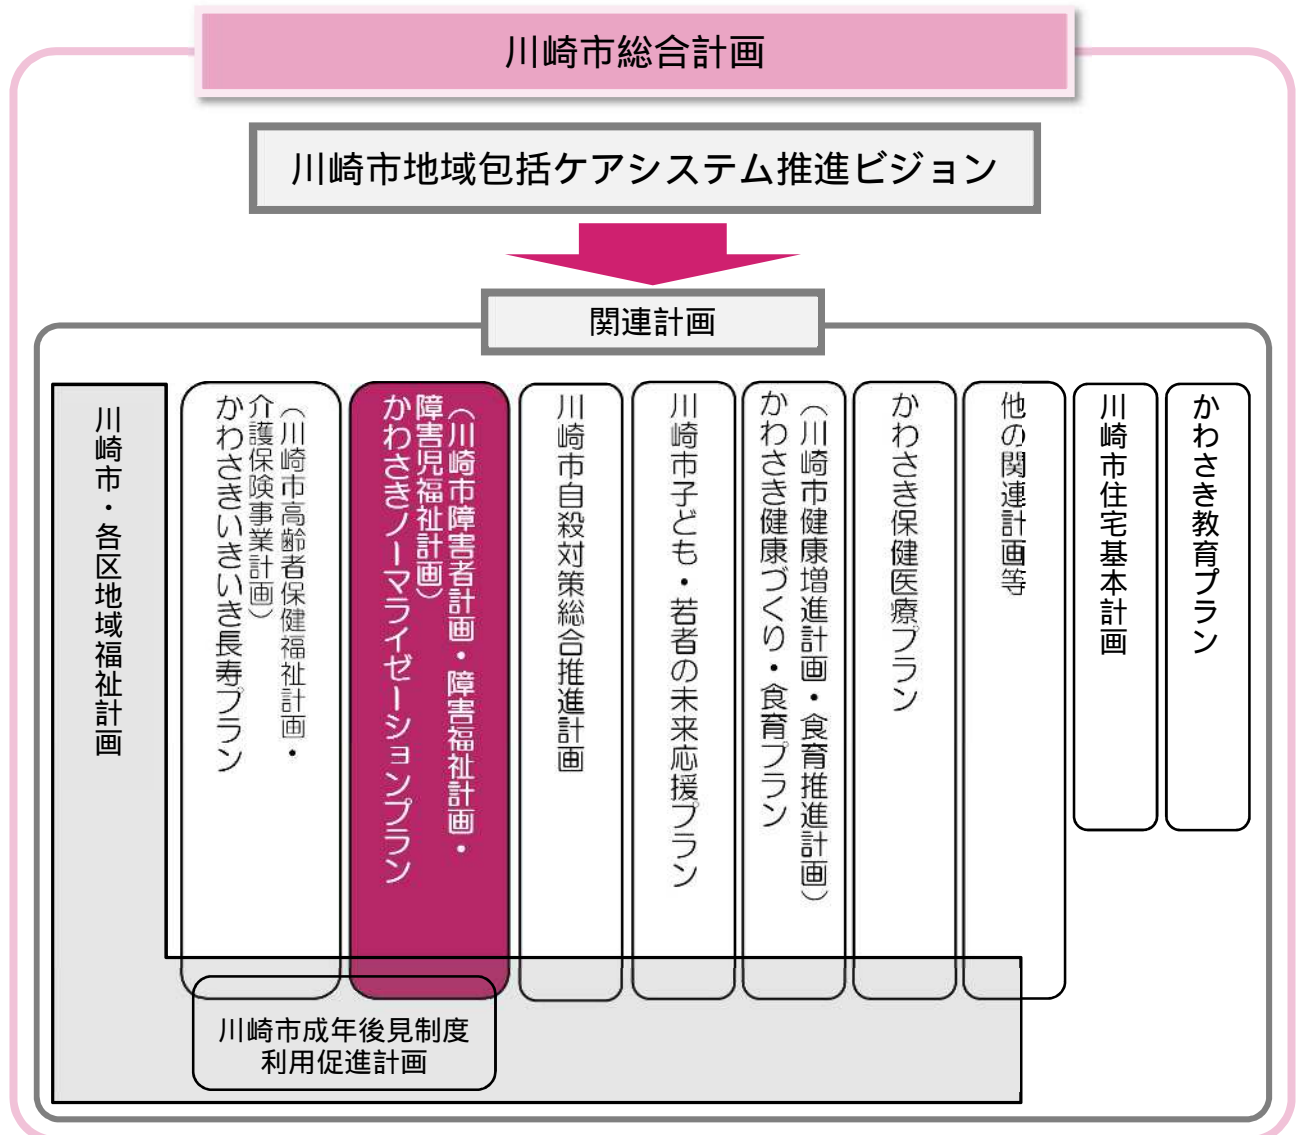 川崎市総合計画
川崎市地域包括ケアシステム推進ビジョン
関連計画
川崎市・各区地域福祉計画
かわさきいきいき長寿プラン
（川崎市高齢者保健福祉計画・
介護保険事業計画）
かわさきノーマライゼーションプラン
（川崎市障害者計画・障害福祉計画・
障害児福祉計画）
川崎市自殺対策総合推進計画
川崎市子ども・若者の未来応援プラン
かわさき健康づくり・食育プラン
（川崎市健康増進計画・食育推進計画）
かわさき保健医療プラン
他の関連計画等
川崎市住宅基本計画
かわさき教育プラン
川崎市成年後見制度
利用促進計画